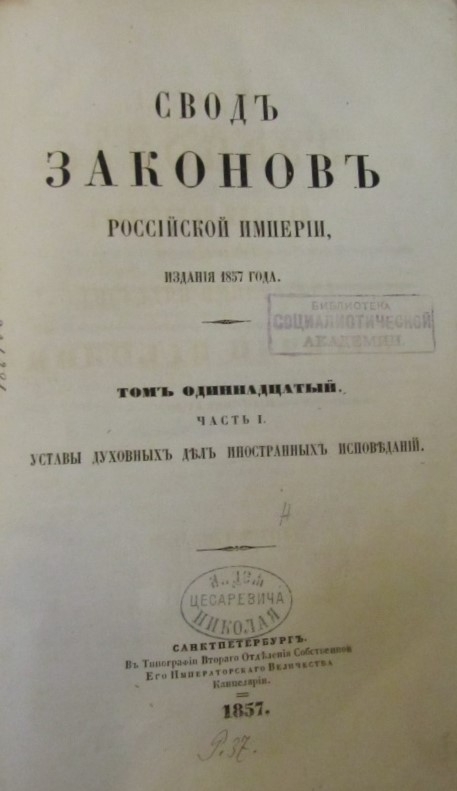 СВОДЪ
ЗАКОНОВЪ
РОССІЙСКОЙ ИМПЕРІИ,
ИЗДАНІЯ 1857 ГОДА.
БИБЛИОТЕКА
СОЦИАЛИСТИЧЕСКОЙ
АКАДЕМИИ
ТОМЪ ОДИННАДЦАТЫЙ.
ЧАСТЬ I.
УСТАВЫ ДУХОВНЫХЪ ДѢЛЪ ИНОСТРАННЫХЪ ИСПОВѢДАНІЙ.
ЦЕСАРЕВИЧА
НИКОЛАЯ
САНКТПЕТЕРБУРГЪ.
Въ Типографіи Втораго Отдѣленія Собственной
Его Императорскаго Величества
Канцеляріи.
1857.
P. 37.